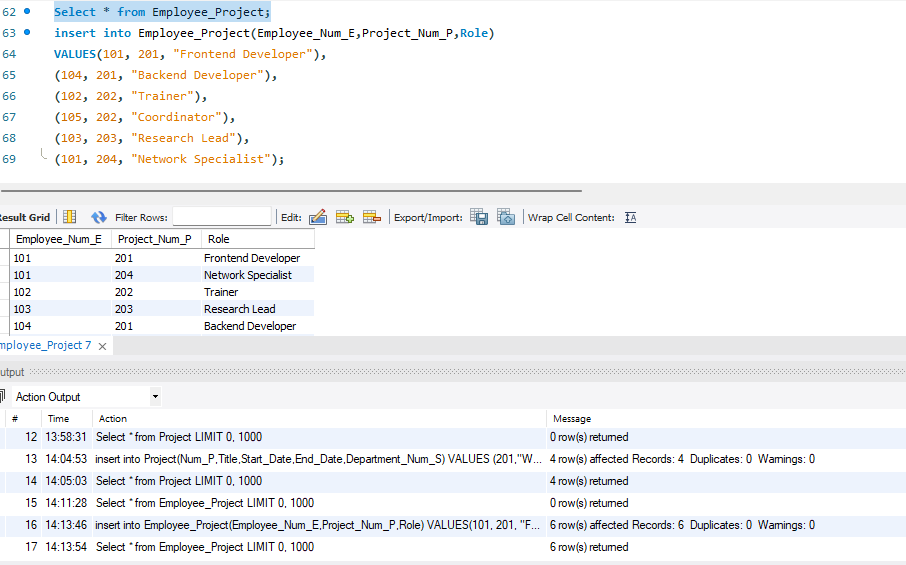 62 Select * from Employee_Project;
63 insert into Employee_Project(Employee_Num_E,Project_Num_P,Role)
64 VALUES(101, 201, "Frontend Developer"),
65 (104, 201, "Backend Developer"),
66 (102, 202, "Trainer"),
67 (105, 202, "Coordinator"),
68 (103, 203, "Research Lead"),
69 (101, 204, "Network Specialist");
esult Grid Filter Rows: Edit: Export/Import: Wrap Cell Content: IA
Employee_Num_E Project_Num_P Role
101 201 Frontend Developer
101 204 Network Specialist
102 202 Trainer
103 203 Research Lead
104 201 Backend Developer
mployee_Project 7
utput
Action Output
# Time Action Message
12 13:58:31 Select * from Project LIMIT 0, 1000 0 row(s) returned
13 14:04:53 insert into Project(Num_P,Title,Start_Date,End_Date,Department_Num_S) VALUES (201,"W... 4 row(s) affected Records: 4 Duplicates: 0 Warnings: 0
14 14:05:03 Select * from Project LIMIT 0, 1000 4 row(s) returned
15 14:11:28 Select * from Employee_Project LIMIT 0, 1000 0 row(s) returned
16 14:13:46 insert into Employee_Project(Employee_Num_E,Project_Num_P,Role) VALUES(101, 201, "F... 6 row(s) affected Records: 6 Duplicates: 0 Warnings: 0
17 14:13:54 Select * from Employee_Project LIMIT 0, 1000 6 row(s) returned